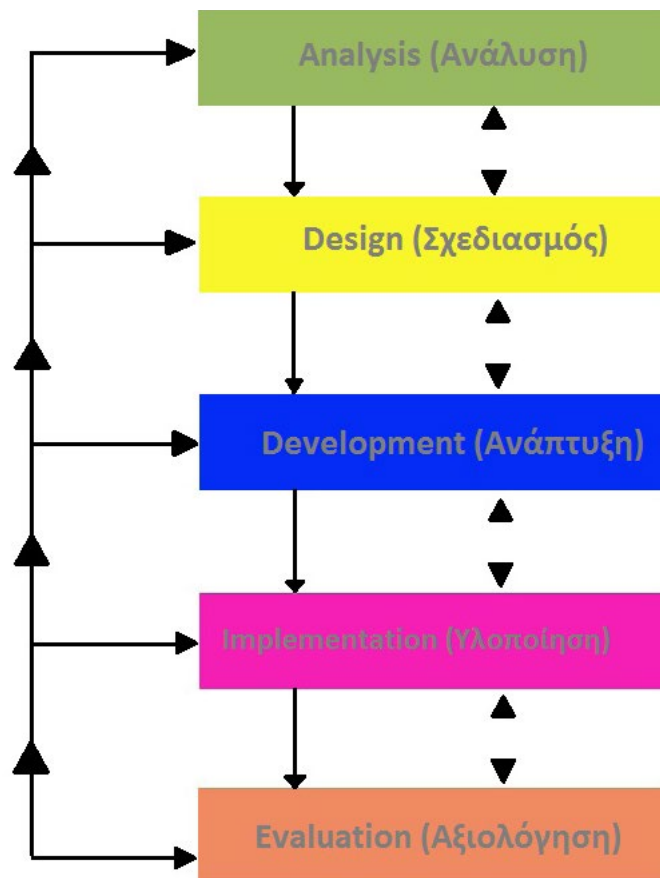 Analysis (Ανάλυση)
Design (Σχεδιασμός)
Development (Ανάπτυξη)
Implementation (Υλοποίηση)
Evaluation (Αξιολόγηση)